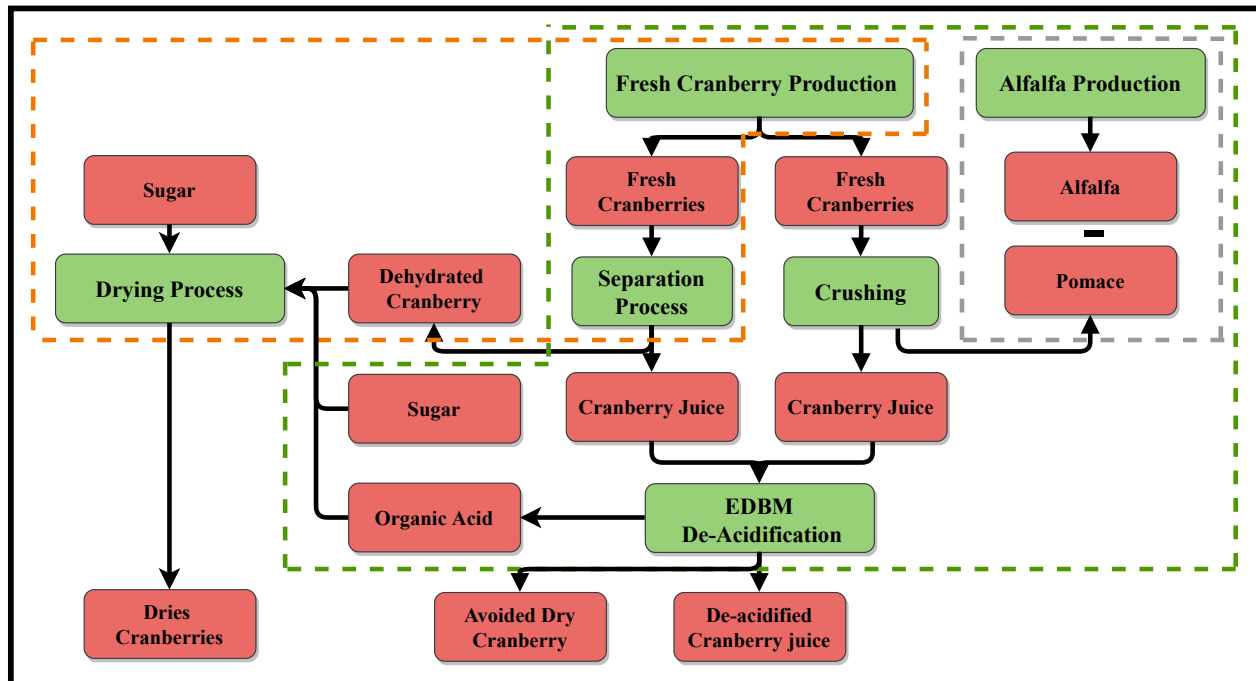 Fresh Cranberry Production
Alfalfa Production
Sugar
Fresh
Cranberries
Fresh
Cranberries
Alfalfa
Drying Process
Dehydrated
Cranberry
Separation
Process
Crushing
Pomace
Sugar
Cranberry Juice
Cranberry Juice
Organic Acid
EDBM
De-Acidification
Dries
Cranberries
Avoided Dry
Cranberry
De-acidified
Cranberry juice